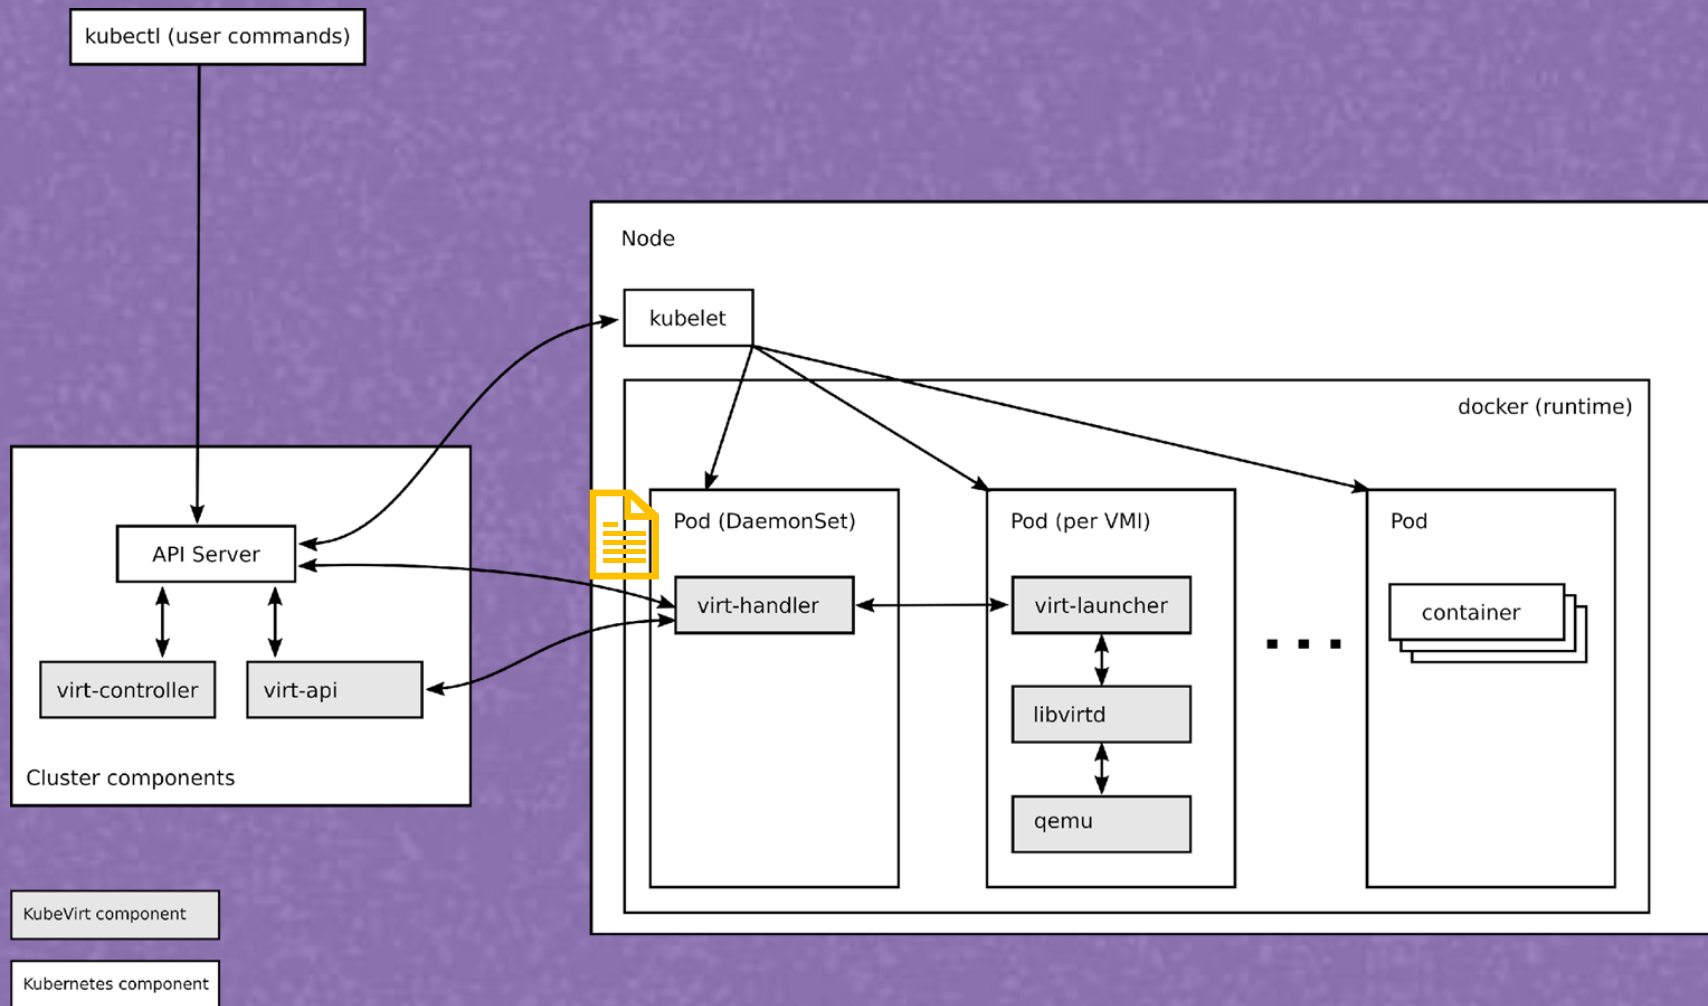 kubectl (user commands)
Node
kubelet
docker (runtime)
Pod (DaemonSet)
Pod (per VMI)
Pod
API Server
virt-handler
virt-launcher
container
virt-controller
virt-api
libvirtd
Cluster components
qemu
KubeVirt component
Kubernetes component